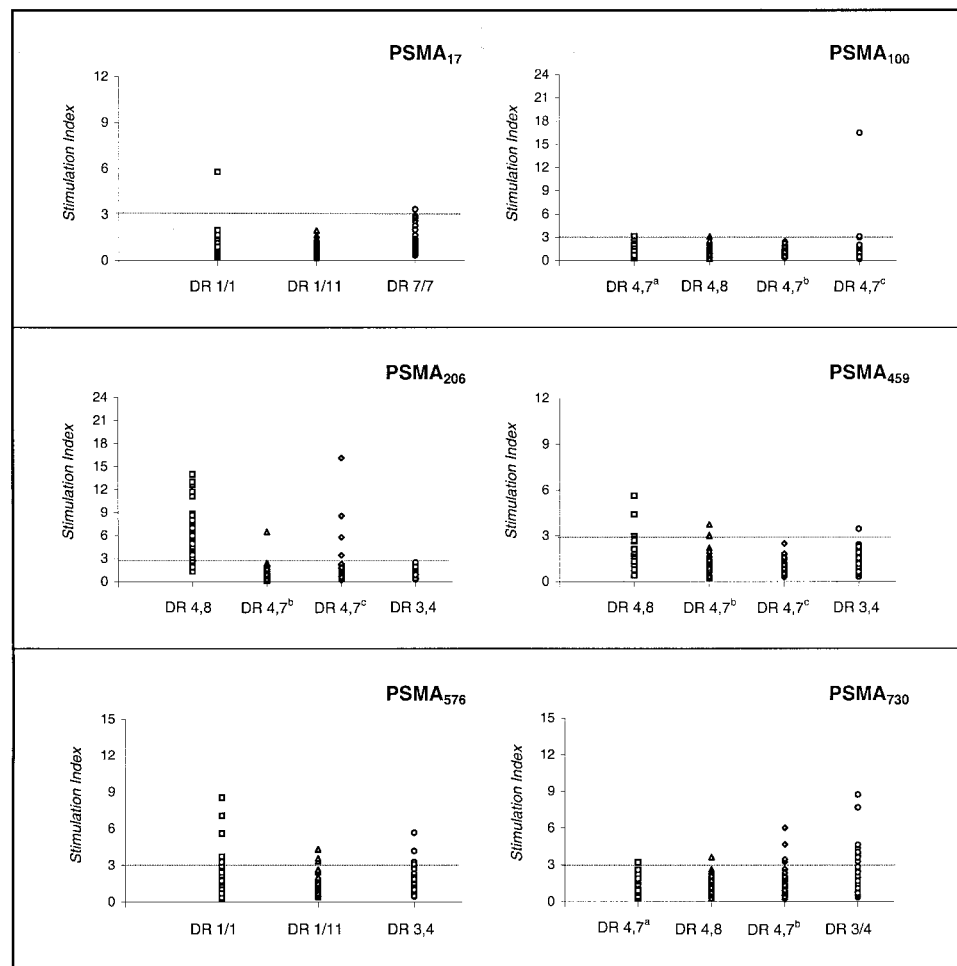 PSMA₁₇
Stimulation Index
12
9
6
3
0
DR 1/1 DR 1/11 DR 7/7
PSMA₁₀₀
Stimulation Index
24
21
18
15
12
9
6
3
0
DR 4,7ᵃ DR 4,8 DR 4,7ᵇ DR 4,7ᶜ
PSMA₂₀₆
Stimulation Index
24
21
18
15
12
9
6
3
0
DR 4,8 DR 4,7ᵇ DR 4,7ᶜ DR 3,4
PSMA₄₅₉
Stimulation Index
12
9
6
3
0
DR 4,8 DR 4,7ᵇ DR 4,7ᶜ DR 3,4
PSMA₅₇₆
Stimulation Index
15
12
9
6
3
0
DR 1/1 DR 1/11 DR 3,4
PSMA₇₃₀
Stimulation Index
15
12
9
6
3
0
DR 4,7ᵃ DR 4,8 DR 4,7ᵇ DR 3/4